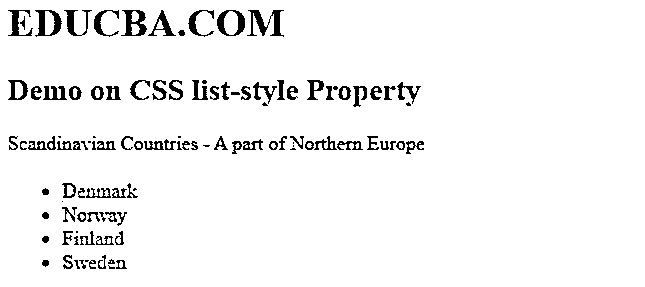 EDUCBA.COM
Demo on CSS list-style Property
Scandinavian Countries - A part of Northern Europe
• Denmark
• Norway
• Finland
• Sweden